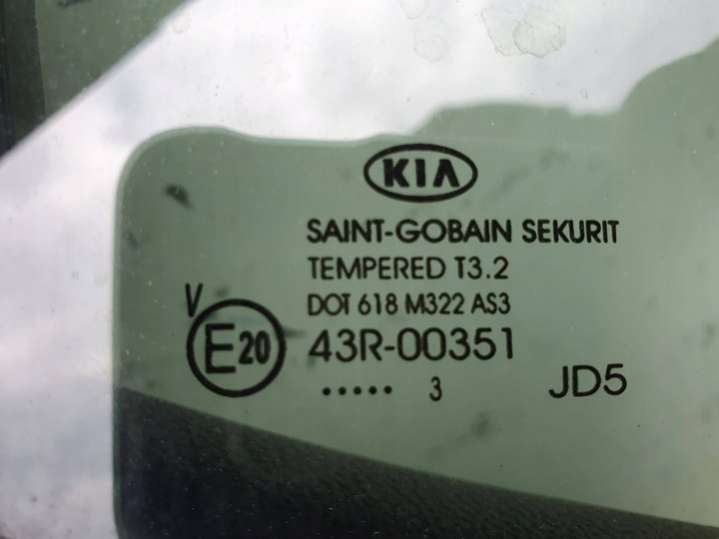 KIA
SAINT-GOBAIN SEKURIT
TEMPERED T3.2
DOT 618 M322 AS3
V
E20 43R-00351
..... 3 JD5